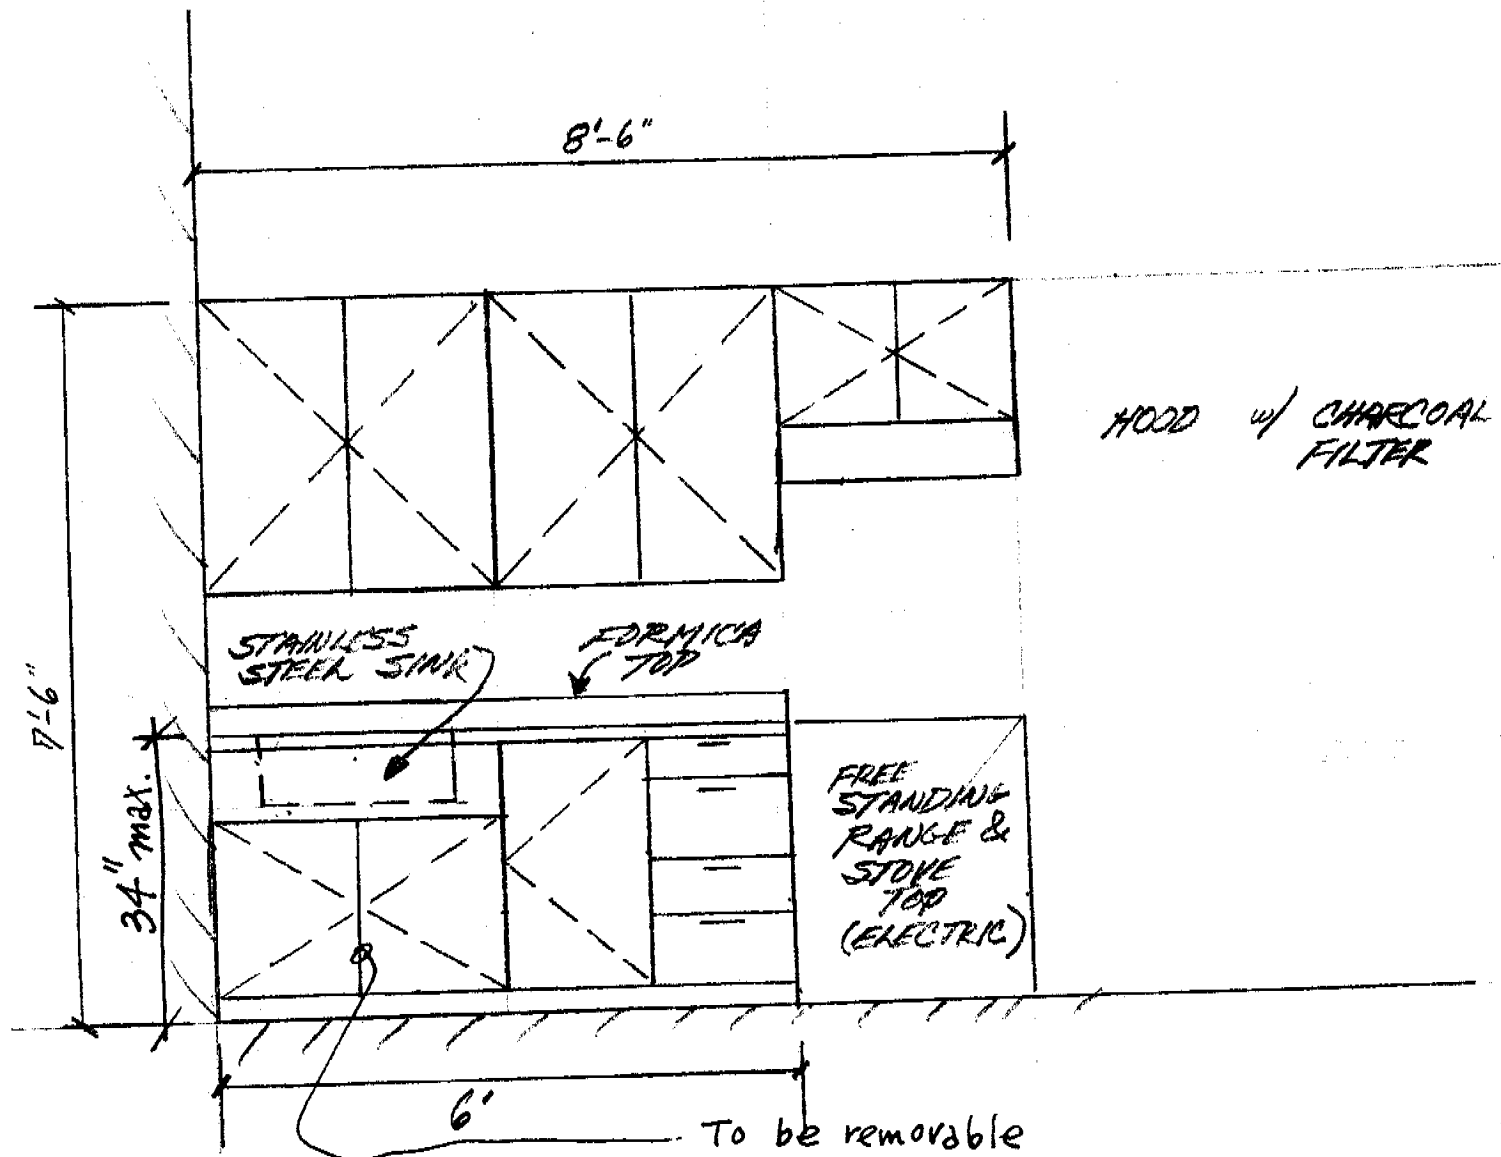 8'-6"
HOOD w/ CHARCOAL
FILTER
STAINLESS
STEEL SINK
FORMICA
TOP
7'-6"
34" max.
FREE
STANDING
RANGE &
STOVE
TOP
(ELECTRIC)
6'
To be removable